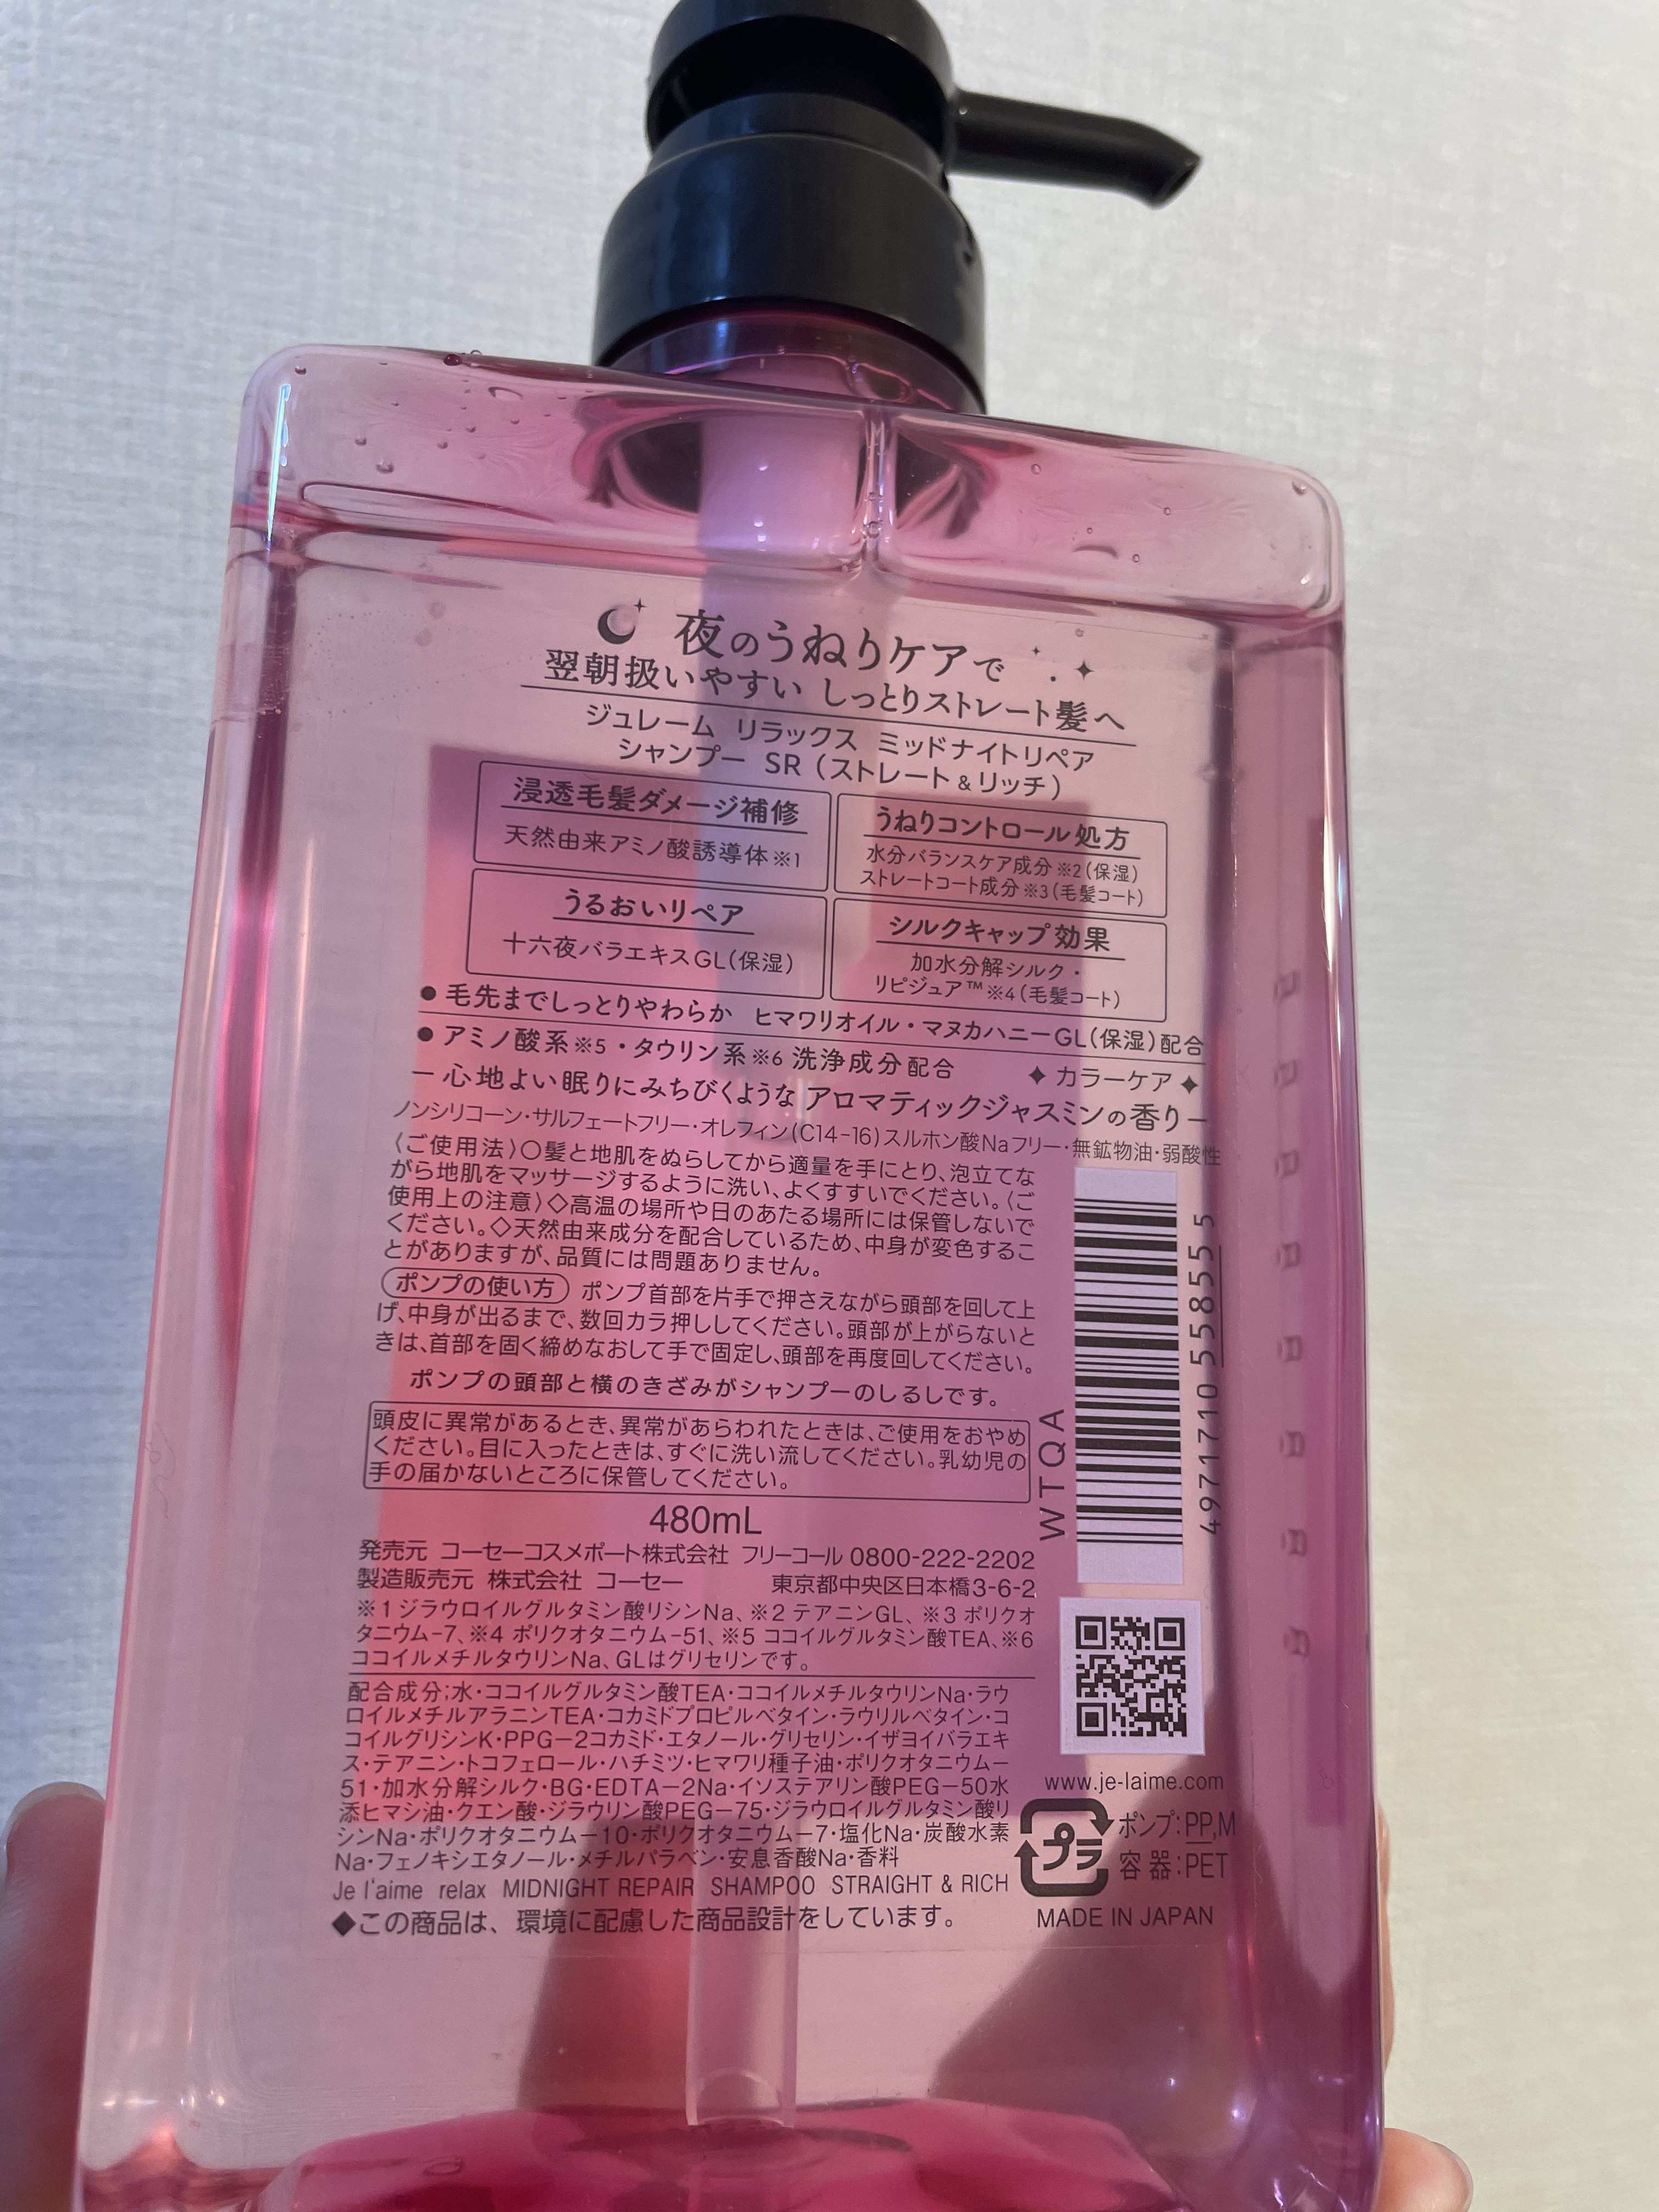 夜のうねりケアで
翌朝扱いやすい しっとりストレート髪へ
ジュレーム リラックス ミッドナイトリペア
シャンプー SR（ストレート&リッチ）
浸透毛髪ダメージ補修
天然由来アミノ酸誘導体※1
うねりコントロール処方
水分バランスケア成分※2（保湿）
ストレートコート成分※3（毛髪コート）
うるおいリペア
十六夜バラエキスGL（保湿）
シルクキャップ効果
加水分解シルク・
リピジュア™※4（毛髪コート）
●毛先までしっとりやわらか ヒマワリオイル・マヌカハニーGL（保湿）配合
●アミノ酸系※5・タウリン系※6 洗浄成分配合
✦カラーケア✦
ー心地よい眠りにみちびくような アロマティックジャスミンの香りー
ノンシリコーン・サルフェートフリー・オレフィン(C14-16)スルホン酸Naフリー・無鉱物油・弱酸性
〈ご使用法〉○髪と地肌をぬらしてから適量を手にとり、泡立てな
がら地肌をマッサージするように洗い、よくすすいでください。〈ご
使用上の注意〉◇高温の場所や日のあたる場所には保管しないで
ください。◇天然由来成分を配合しているため、中身が変色するこ
とがありますが、品質には問題ありません。
ポンプの使い方 ポンプ首部を片手で押さえながら頭部を回して上
げ、中身が出るまで、数回カラ押ししてください。頭部が上がらないと
きは、首部を固く締めなおして手で固定し、頭部を再度回してください。
ポンプの頭部と横のきざみがシャンプーのしるしです。
頭皮に異常があるとき、異常があらわれたときは、ご使用をおやめ
ください。目に入ったときは、すぐに洗い流してください。乳幼児の
手の届かないところに保管してください。
WTQA
4971710 558555
480mL
発売元 コーセーコスメポート株式会社 フリーコール 0800-222-2202
製造販売元 株式会社 コーセー 東京都中央区日本橋3-6-2
※1 ジラウロイルグルタミン酸リシンNa、※2 テアニンGL、※3 ポリクオ
タニウム-7、※4 ポリクオタニウム-51、※5 ココイルグルタミン酸TEA、※6
ココイルメチルタウリンNa、GLはグリセリンです。
配合成分;水・ココイルグルタミン酸TEA・ココイルメチルタウリンNa・ラウ
ロイルメチルアラニンTEA・コカミドプロピルベタイン・ラウリルベタイン・コ
コイルグリシンK・PPG-2コカミド・エタノール・グリセリン・イザヨイバラエキ
ス・テアニン・トコフェロール・ハチミツ・ヒマワリ種子油・ポリクオタニウム-
51・加水分解シルク・BG・EDTA-2Na・イソステアリン酸PEG-50水
添ヒマシ油・クエン酸・ジラウリン酸PEG-75・ジラウロイルグルタミン酸リ
シンNa・ポリクオタニウム-10・ポリクオタニウム-7・塩化Na・炭酸水素
Na・フェノキシエタノール・メチルパラベン・安息香酸Na・香料
Je l'aime relax MIDNIGHT REPAIR SHAMPOO STRAIGHT & RICH
◆この商品は、環境に配慮した商品設計をしています。
www.je-laime.com
プラ
ポンプ:PP,M
容器:PET
MADE IN JAPAN